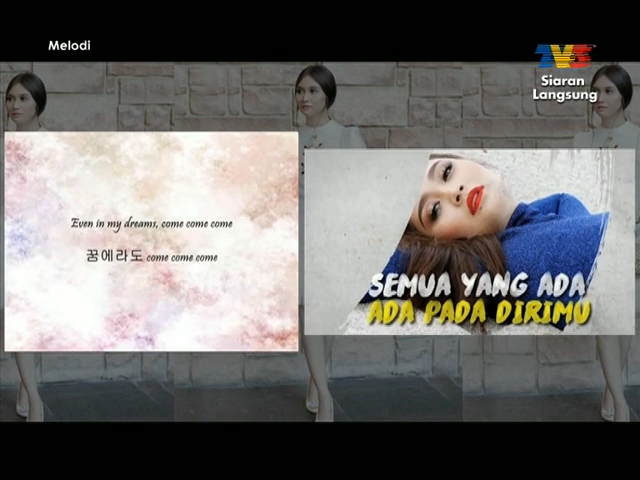 Melodi
TV3
Siaran
Langsung
Even in my dreams, come come come
꿈에라도 come come come
SEMUA YANG ADA
ADA PADA DIRIMU